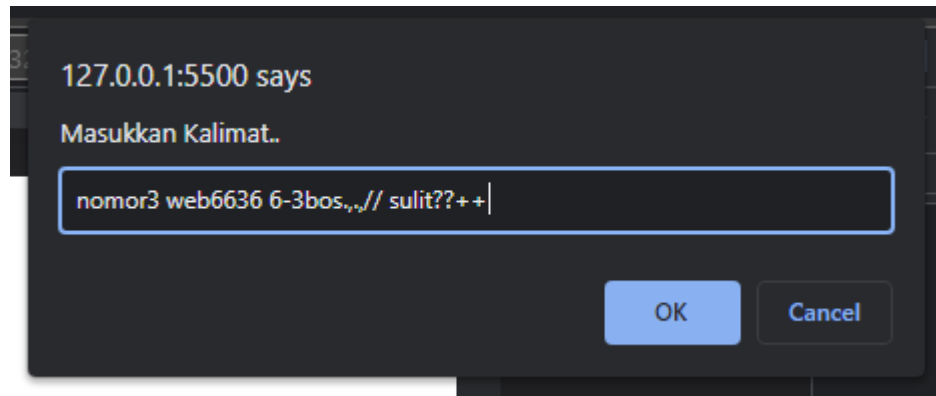 127.0.0.1:5500 says
Masukkan Kalimat..
nomor3 web6636 6-3bos.,.,// sulit??++
OK
Cancel